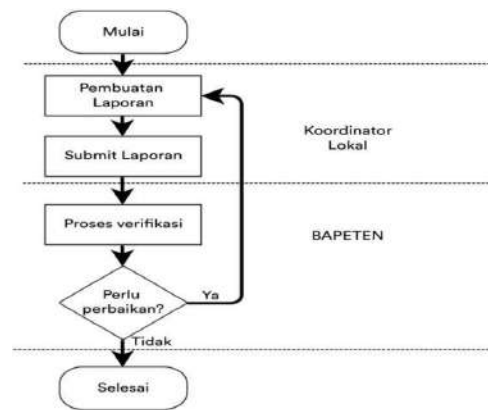 Mulai
Pembuatan
Laporan
Submit Laporan
Koordinator
Lokal
Proses verifikasi
BAPETEN
Perlu
perbaikan?
Ya
Tidak
Selesai